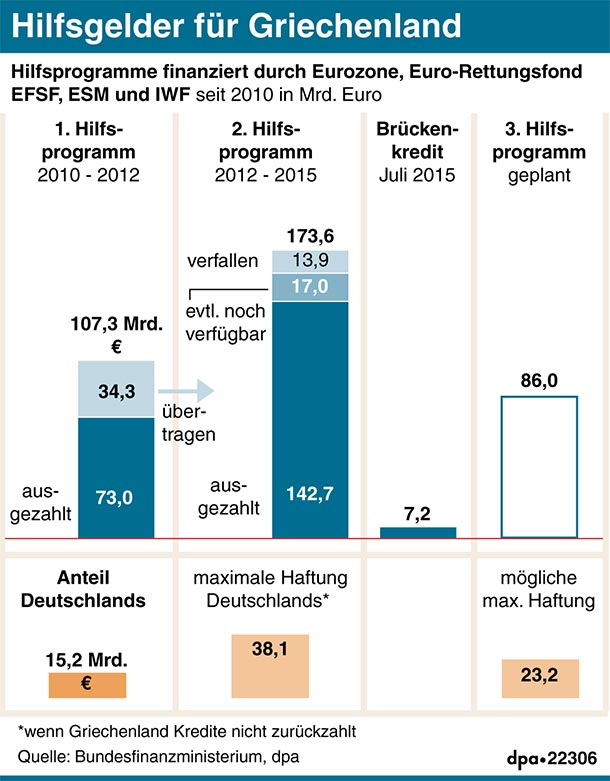 Hilfsgelder für Griechenland
Hilfsprogramme finanziert durch Eurozone, Euro-Rettungsfond
EFSF, ESM und IWF seit 2010 in Mrd. Euro
1. Hilfs-
programm
2010 - 2012
2. Hilfs-
programm
2012 - 2015
Brücken-
kredit
Juli 2015
3. Hilfs-
programm
geplant
107,3 Mrd.
€
34,3
über-
tragen
aus-
gezahlt
73,0
173,6
verfallen
13,9
17,0
evtl. noch
verfügbar
aus-
gezahlt
142,7
7,2
86,0
Anteil
Deutschlands
15,2 Mrd.
€
maximale Haftung
Deutschlands*
38,1
mögliche
max. Haftung
23,2
*wenn Griechenland Kredite nicht zurückzahlt
Quelle: Bundesfinanzministerium, dpa
dpa•22306